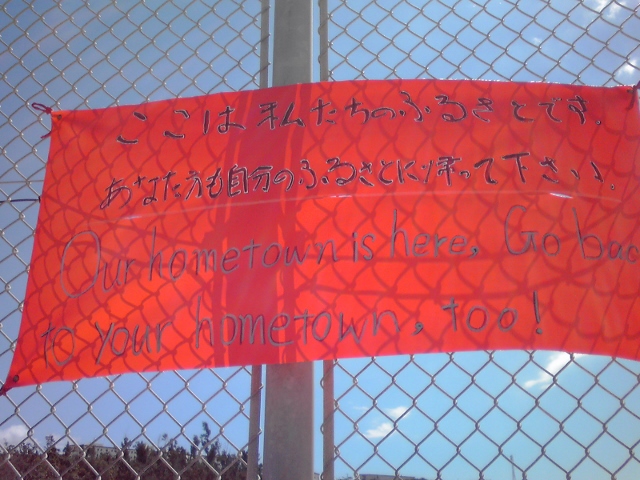 ここは私たちのふるさとです.
あなた方も自分のふるさとに帰って下さい.
Our hometown is here. Go bac
to your hometown, too!